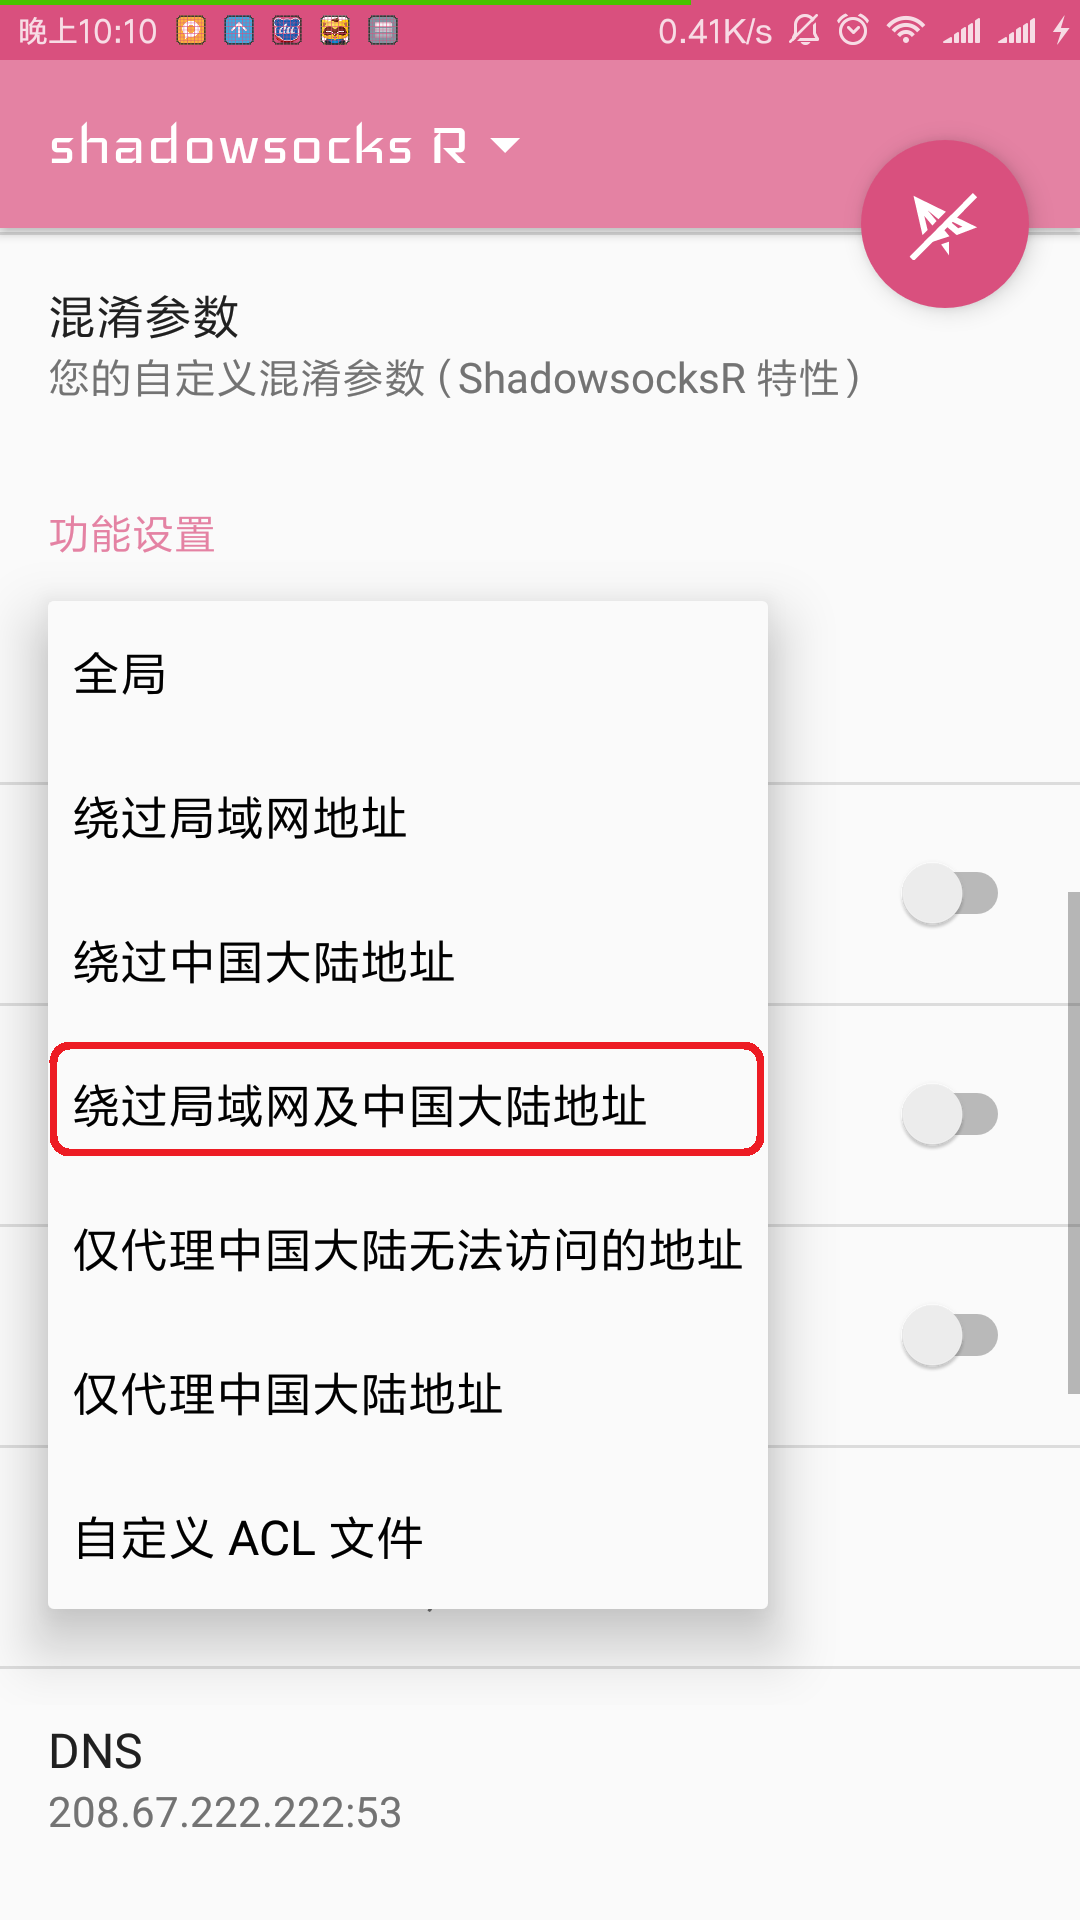 晚上10:10
0.41K/s
shadowsocks R
混淆参数
您的自定义混淆参数（ShadowsocksR 特性）
功能设置
全局
绕过局域网地址
绕过中国大陆地址
绕过局域网及中国大陆地址
仅代理中国大陆无法访问的地址
仅代理中国大陆地址
自定义 ACL 文件
DNS
208.67.222.222:53